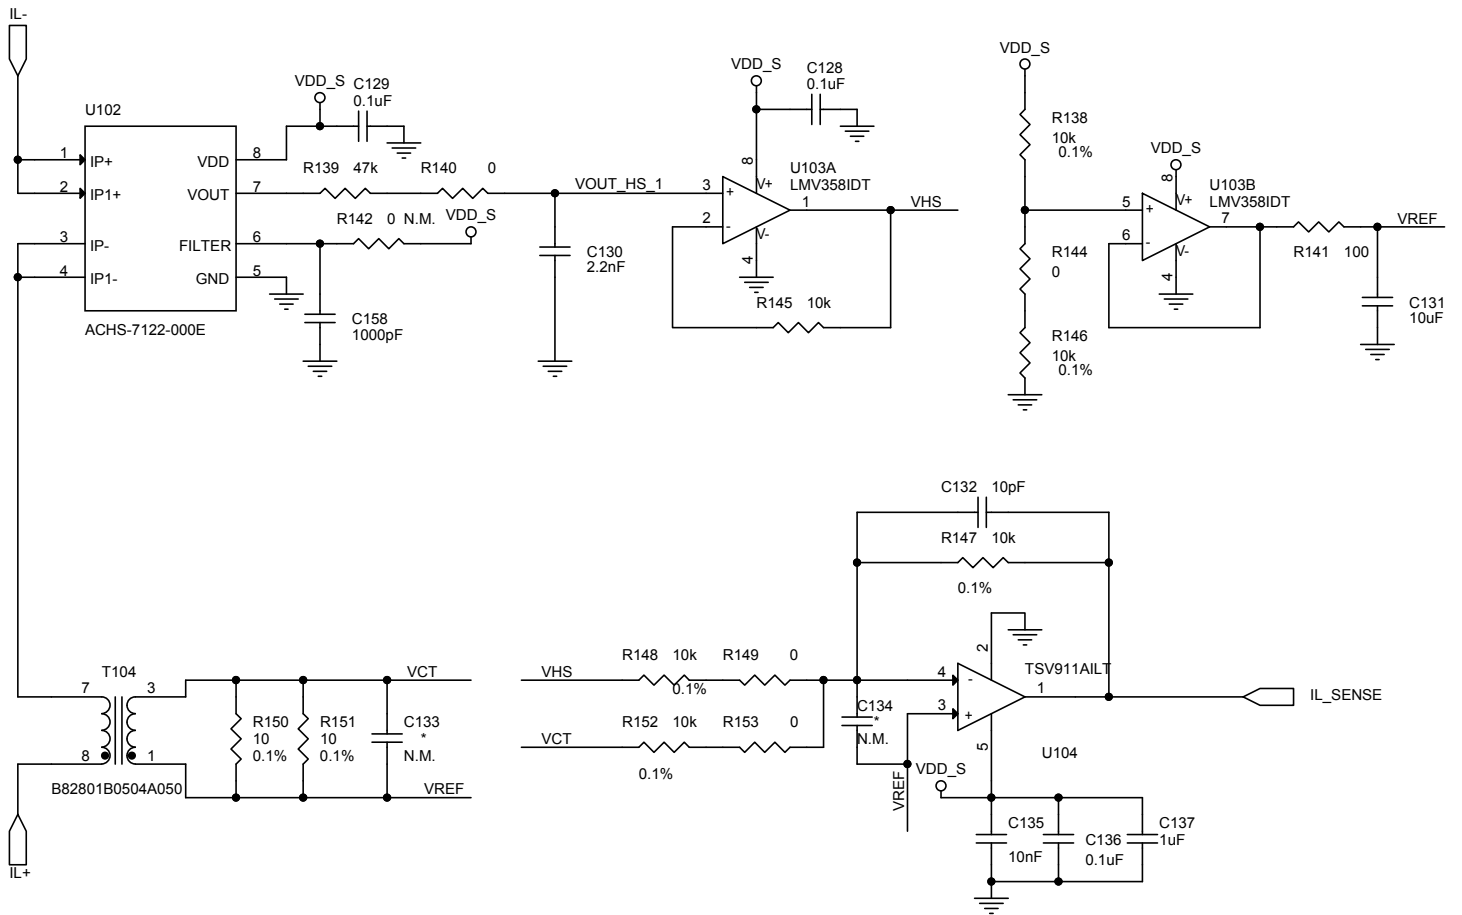 IL-
U102
1
IP+
2
IP1+
3
IP-
4
IP1-
VDD
8
VOUT
7
FILTER
6
GND
5
ACHS-7122-000E
VDD_S
C129
0.1uF
R139 47k
R140 0
R142 0 N.M.
VDD_S
C158
1000pF
VOUT_HS_1
C130
2.2nF
VDD_S
C128
0.1uF
8
V+
U103A
LMV358IDT
3
+
2
-
1
V-
4
VHS
R145 10k
VDD_S
R138
10k
0.1%
R144
0
R146
10k
0.1%
VDD_S
8
V+
U103B
LMV358IDT
5
+
6
-
7
V-
4
R141 100
VREF
C131
10uF
T104
7
3
8
1
B82801B0504A050
IL+
VCT
R150
10
0.1%
R151
10
0.1%
C133
*
N.M.
VREF
VHS
R148 10k
0.1%
R149 0
VCT
R152 10k
0.1%
R153 0
C132 10pF
R147 10k
0.1%
C134
*
N.M.
VREF
4
-
3
+
2
TSV911AILT
1
5
U104
IL_SENSE
VDD_S
C135
10nF
C136
0.1uF
C137
1uF